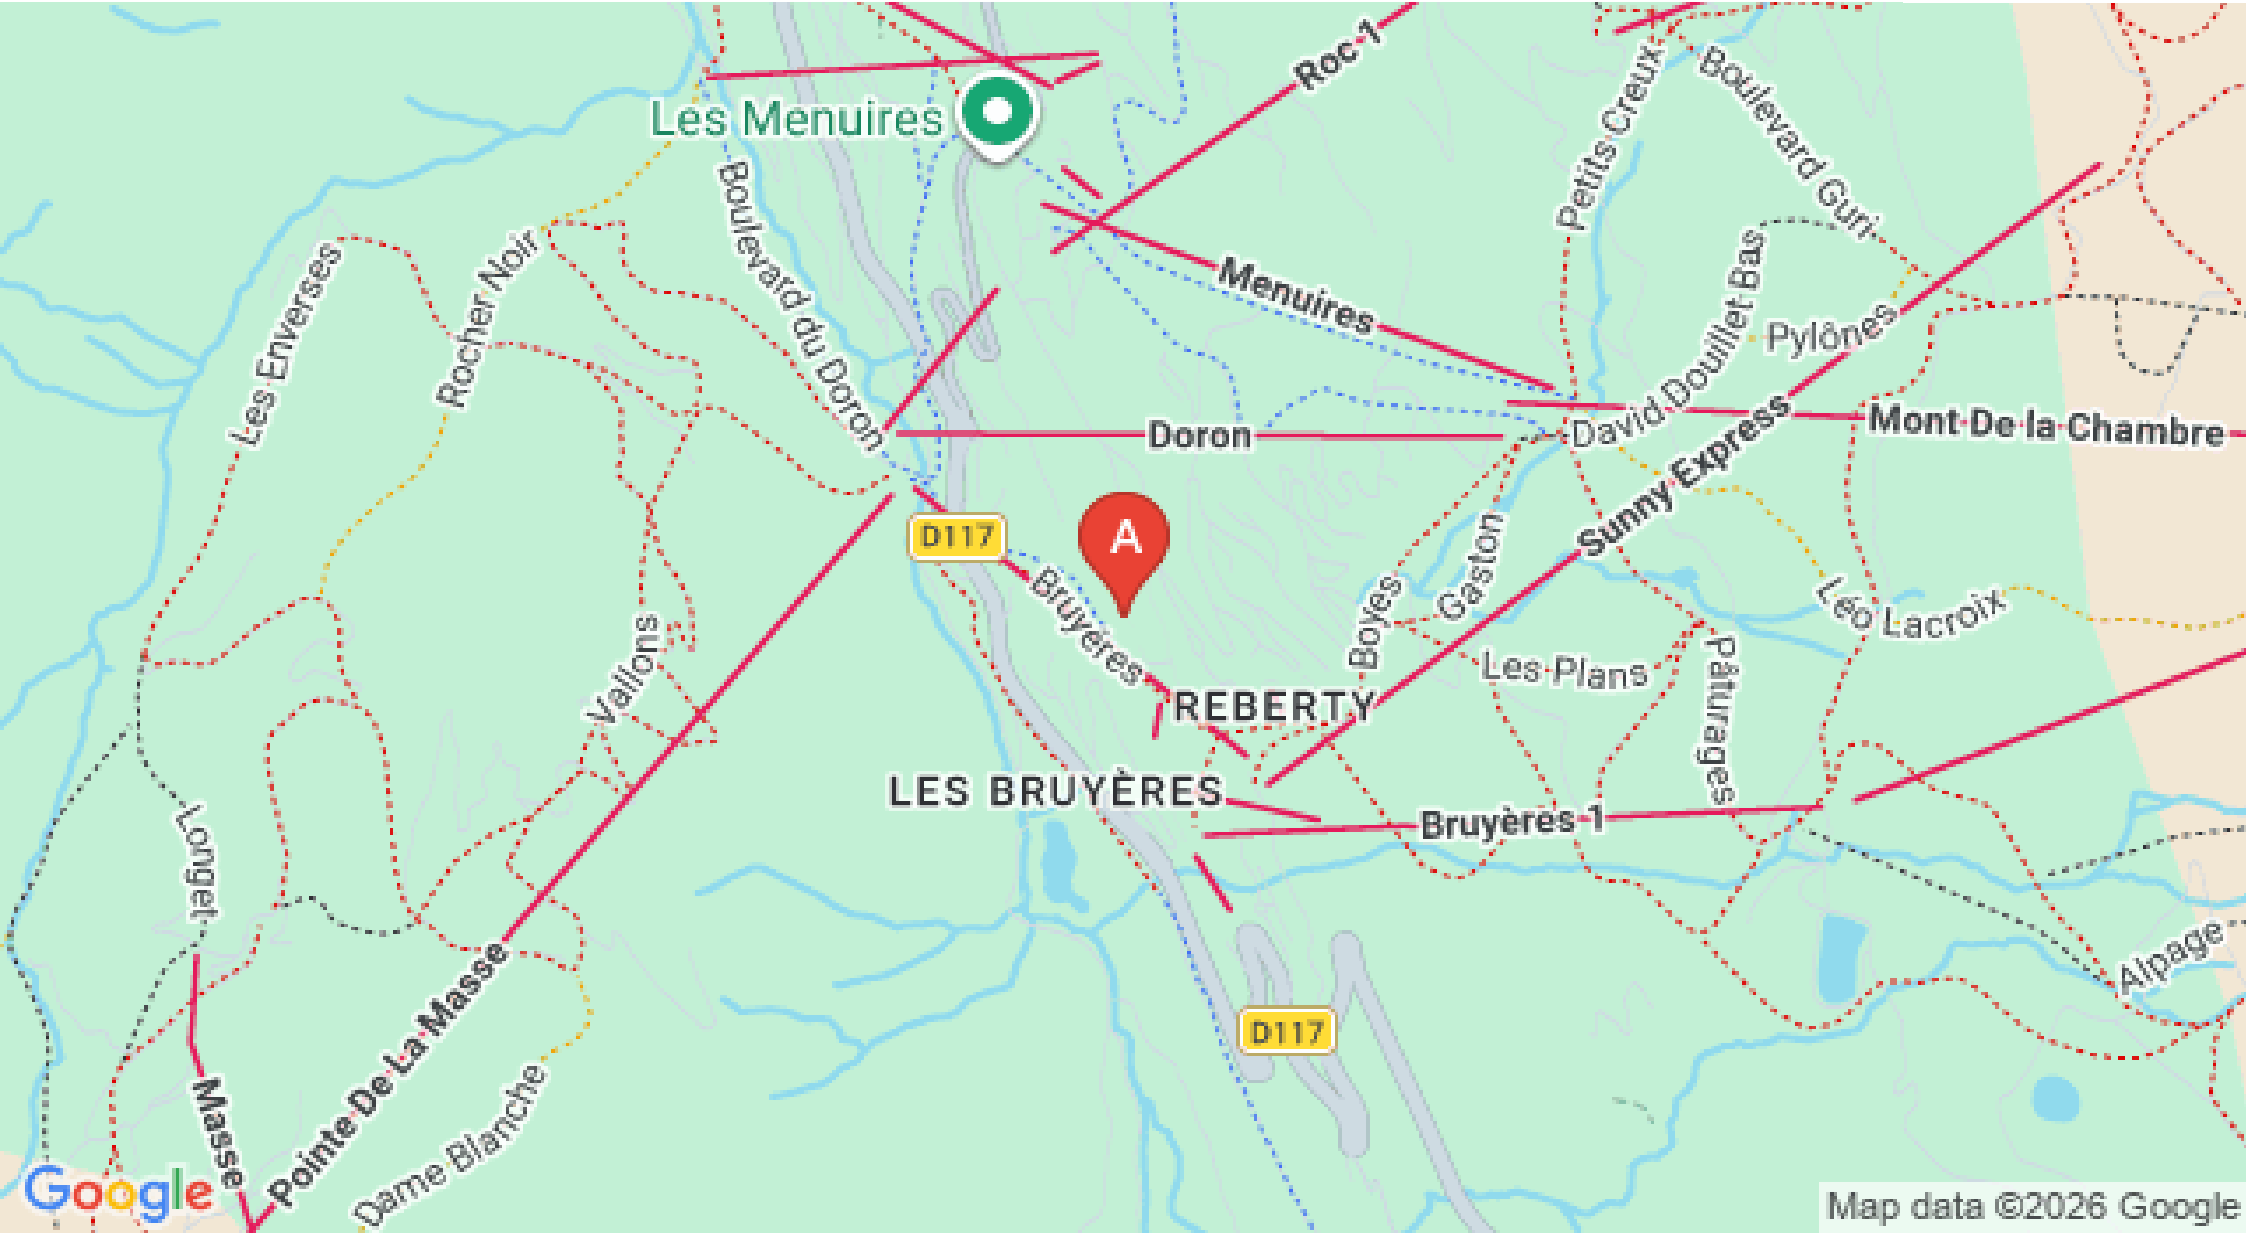 Roc 1
Les Menuires
Petits Creux
Boulevard Guri
Boulevard du Doron
Les Enverses
Rocher Noir
Menuires
David Douillet Bas
Pylônes
Doron
Mont De la Chambre
Sunny Express
D117
A
Bruyères
Gaston
Boyes
Léo Lacroix
Vallons
Les Plans
Pâturages
REBERTY
LES BRUYÈRES
Bruyères 1
Longet
Alpage
Pointe De La Masse
D117
Masse
Dame Blanche
Google
Map data ©2026 Google